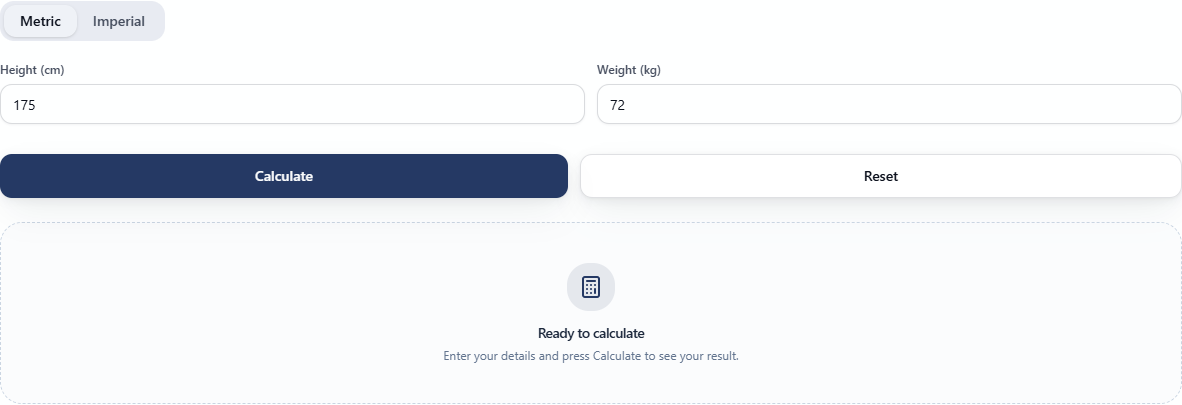 Metric Imperial
Height (cm) Weight (kg)
175 72
Calculate Reset
Ready to calculate
Enter your details and press Calculate to see your result.